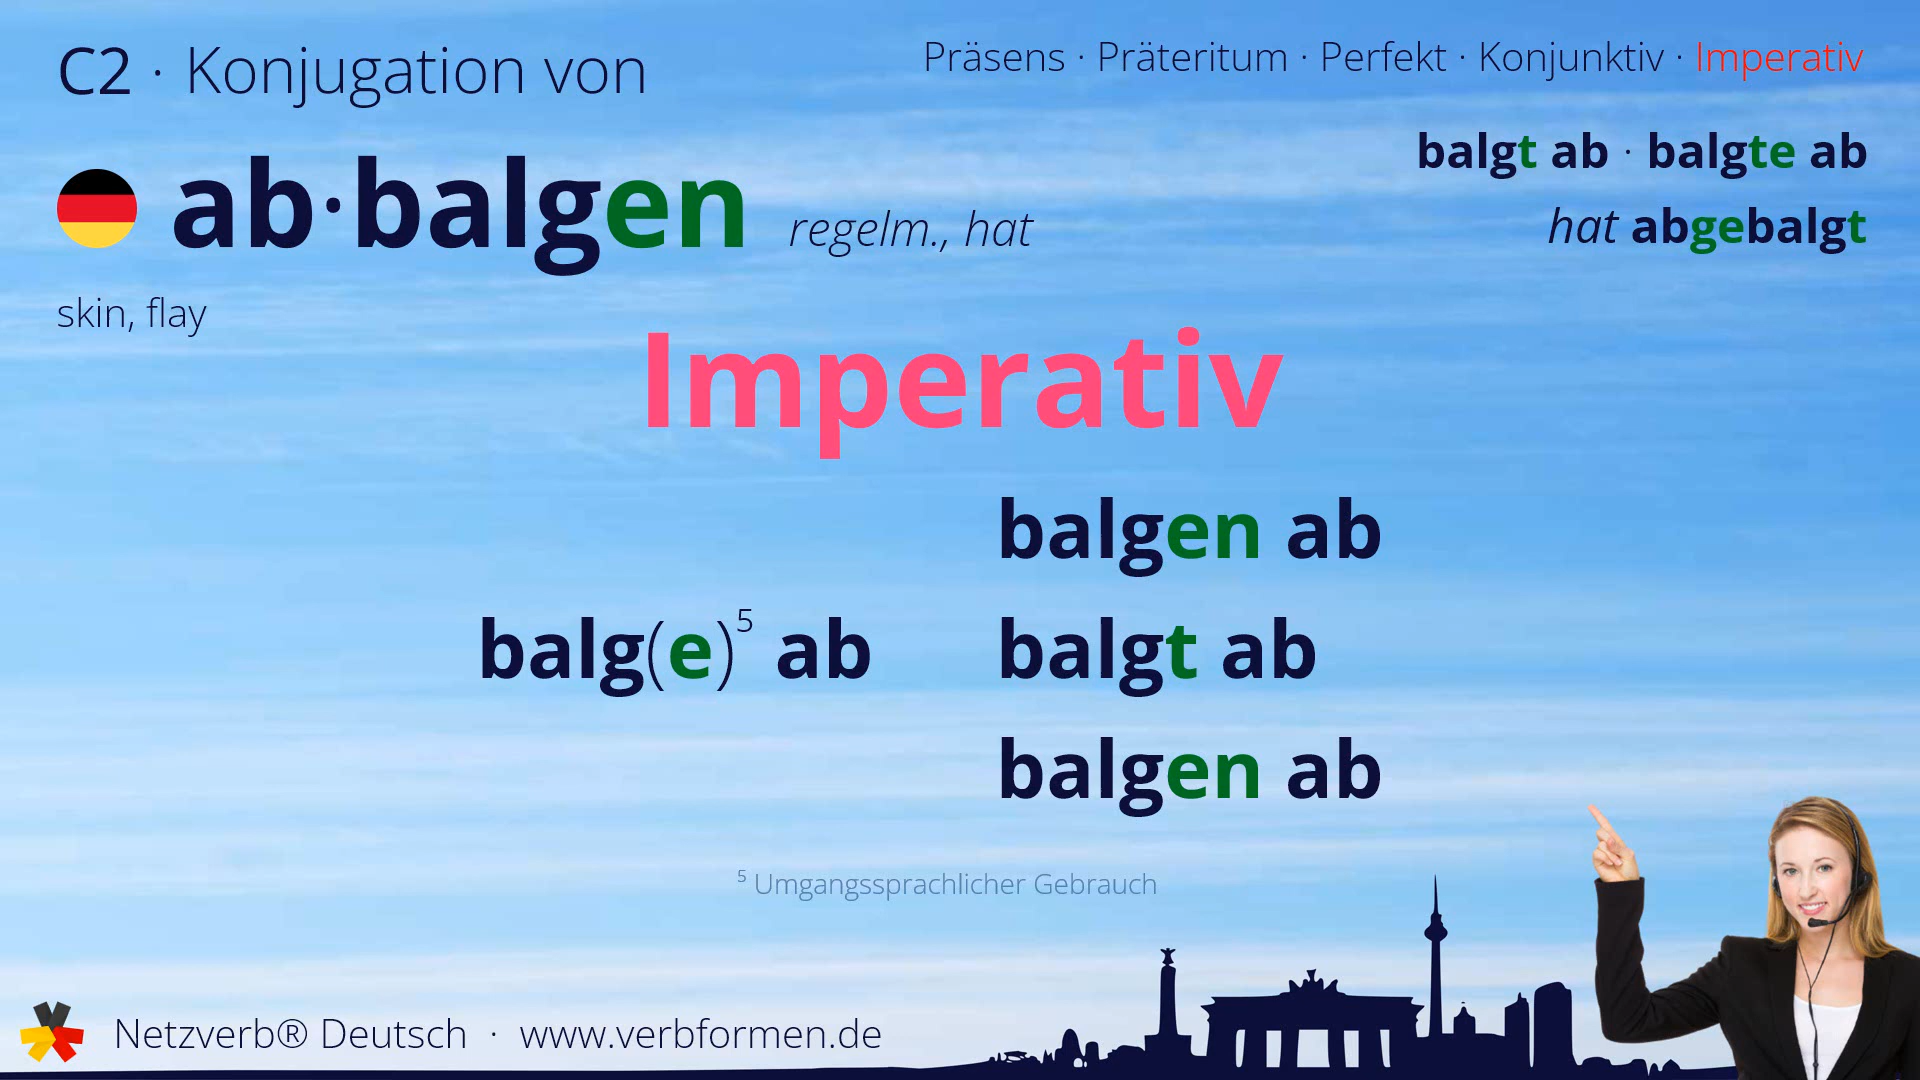 C2 · Konjugation von
Präsens · Präteritum · Perfekt · Konjunktiv · Imperativ
ab·balgen regelm., hat
balgt ab · balgte ab
hat abgebalgt
skin, flay
Imperativ
balgen ab
balg(e)⁵ ab balgt ab
balgen ab
⁵ Umgangssprachlicher Gebrauch
Netzverb® Deutsch · www.verbformen.de